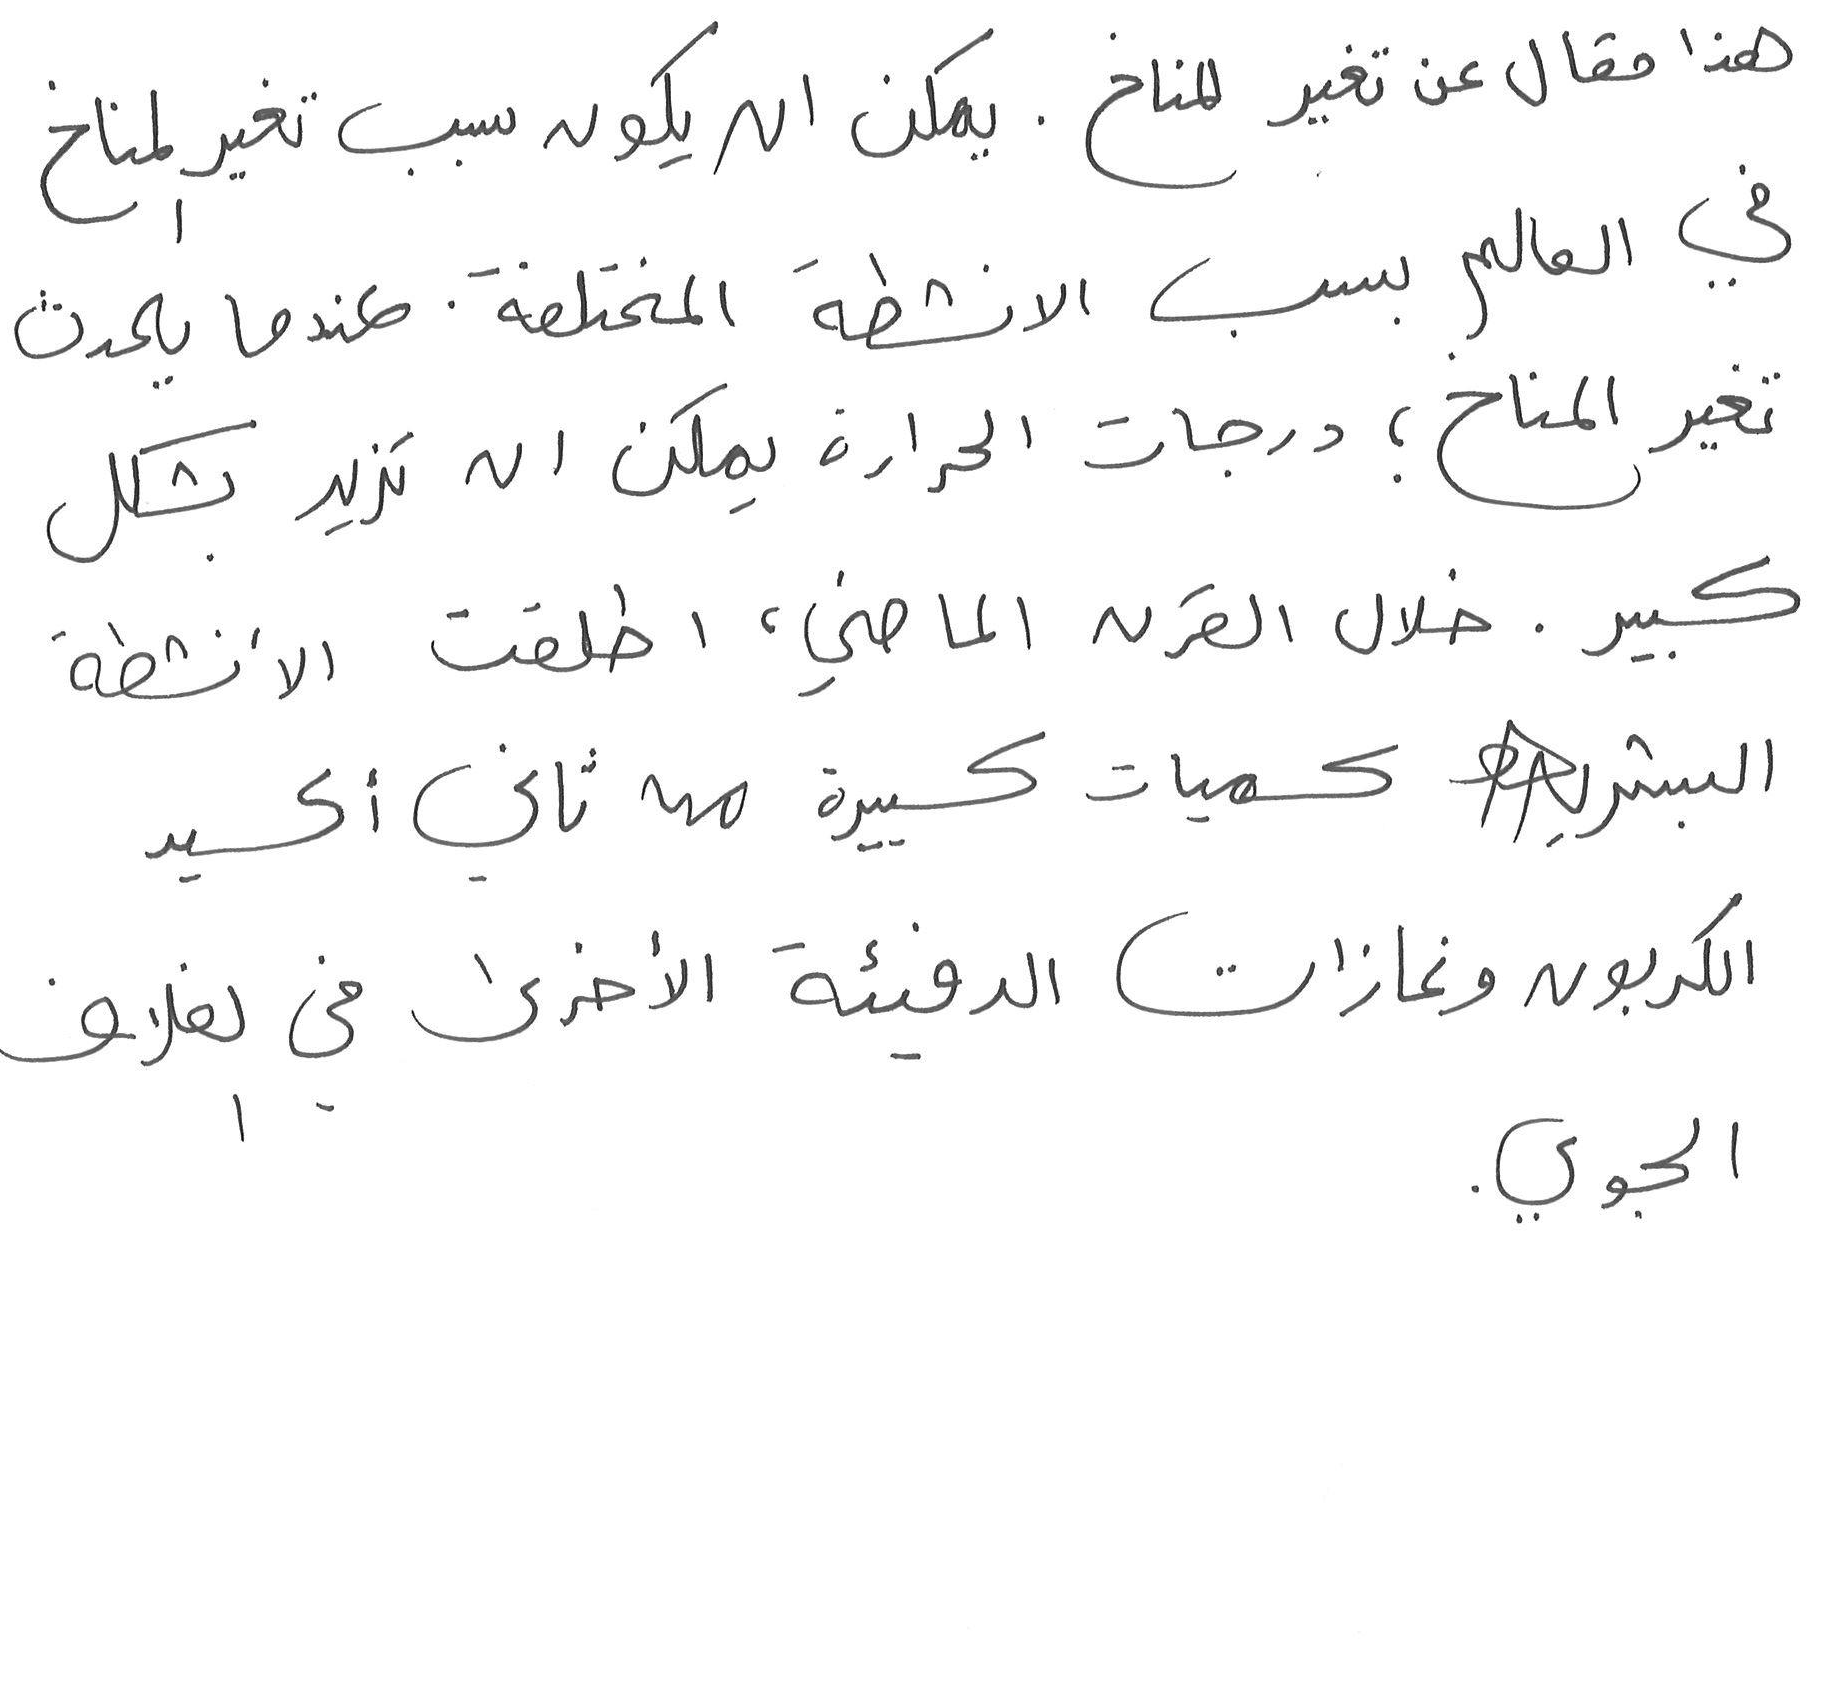 هذا مقال عن تغير المناخ . يمكن ان يكون سبب تغير المناخ
في العالم بسبب الانشطة المختلفة . عندما يحدث
تغير المناخ ؛ درجات الحرارة يمكن ان تزيد بشكل
كبير . خلال القرن الماضي ، اطلقت الأنشطة
البشرية كميات كبيرة من ثاني أكسيد
الكربون وغازات الدفيئة الأخرى في الغلاف
الجوي .